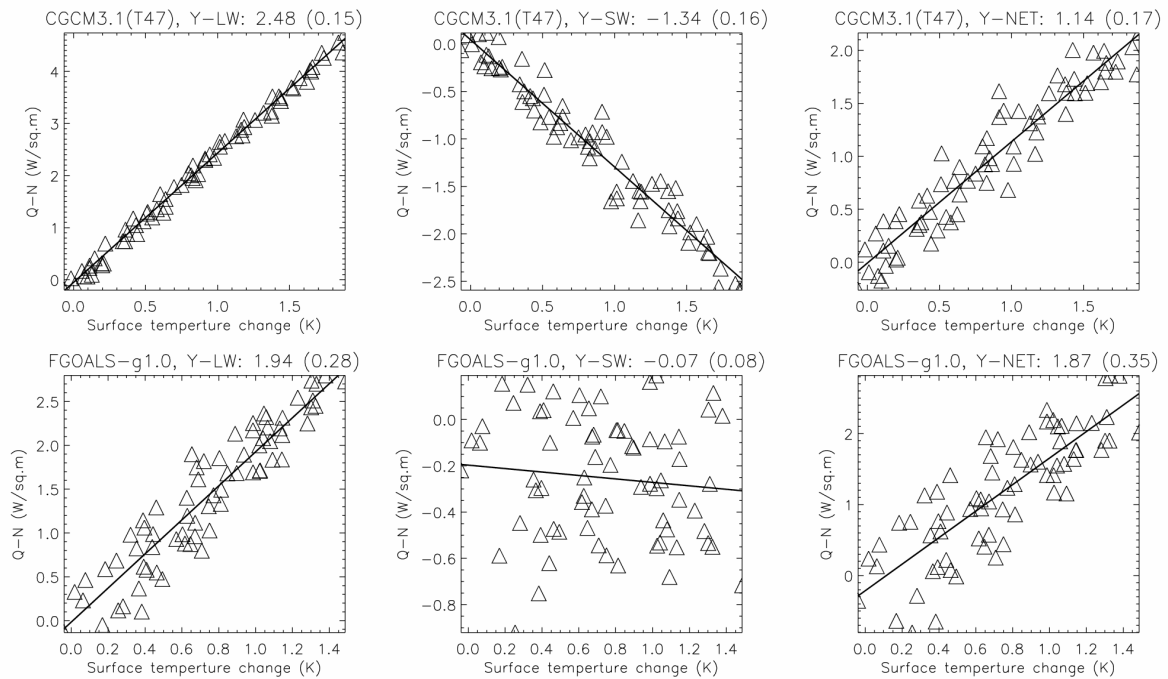 CGCM3.1(T47), Y-LW: 2.48 (0.15)
Q-N (W/sq.m)
4
3
2
1
0
0.0 0.5 1.0 1.5
Surface temperture change (K)
CGCM3.1(T47), Y-SW: -1.34 (0.16)
Q-N (W/sq.m)
0.0
-0.5
-1.0
-1.5
-2.0
-2.5
0.0 0.5 1.0 1.5
Surface temperture change (K)
CGCM3.1(T47), Y-NET: 1.14 (0.17)
Q-N (W/sq.m)
2.0
1.5
1.0
0.5
0.0
0.0 0.5 1.0 1.5
Surface temperture change (K)
FGOALS-g1.0, Y-LW: 1.94 (0.28)
Q-N (W/sq.m)
2.5
2.0
1.5
1.0
0.5
0.0
0.0 0.2 0.4 0.6 0.8 1.0 1.2 1.4
Surface temperture change (K)
FGOALS-g1.0, Y-SW: -0.07 (0.08)
Q-N (W/sq.m)
0.0
-0.2
-0.4
-0.6
-0.8
0.0 0.2 0.4 0.6 0.8 1.0 1.2 1.4
Surface temperture change (K)
FGOALS-g1.0, Y-NET: 1.87 (0.35)
Q-N (W/sq.m)
2
1
0
0.0 0.2 0.4 0.6 0.8 1.0 1.2 1.4
Surface temperture change (K)